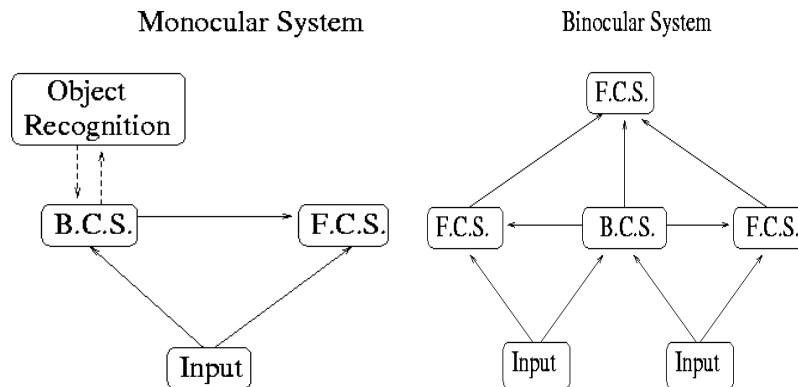 Monocular System
Object
Recognition
B.C.S.
F.C.S.
Input
Binocular System
F.C.S.
F.C.S.
B.C.S.
F.C.S.
Input
Input